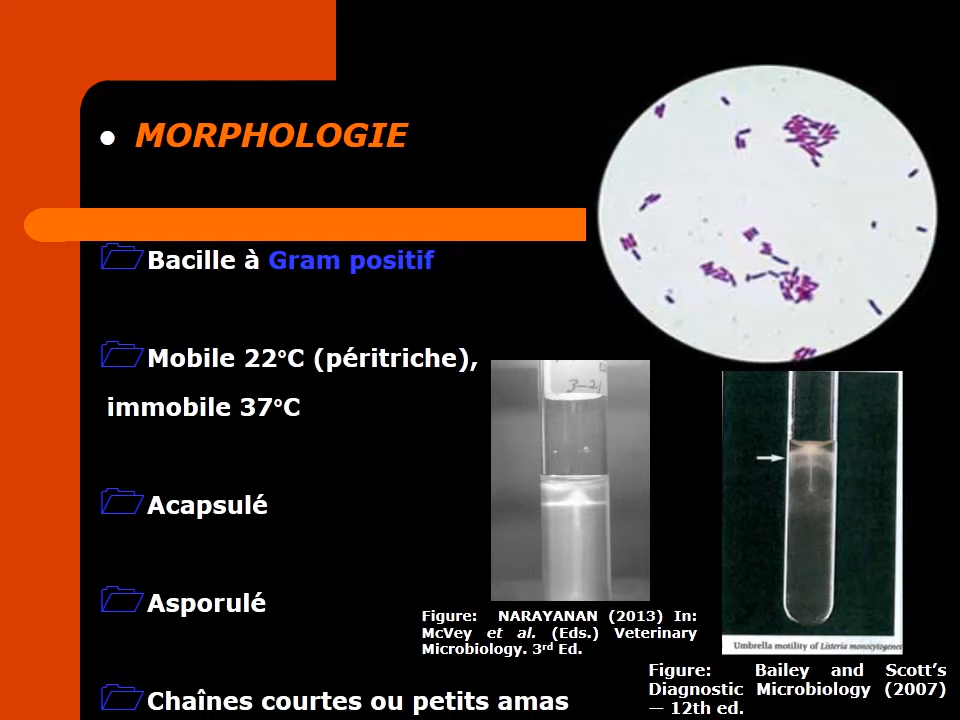 MORPHOLOGIE
Bacille à Gram positif
Mobile 22°C (péritriche),
immobile 37°C
Acapsulé
Asporulé
Chaînes courtes ou petits amas
3-21
Figure: NARAYANAN (2013) In:
McVey et al. (Eds.) Veterinary
Microbiology. 3rd Ed.
Umbrella motility of Listeria monocytogenes
Figure: Bailey and Scott’s
Diagnostic Microbiology (2007)
— 12th ed.